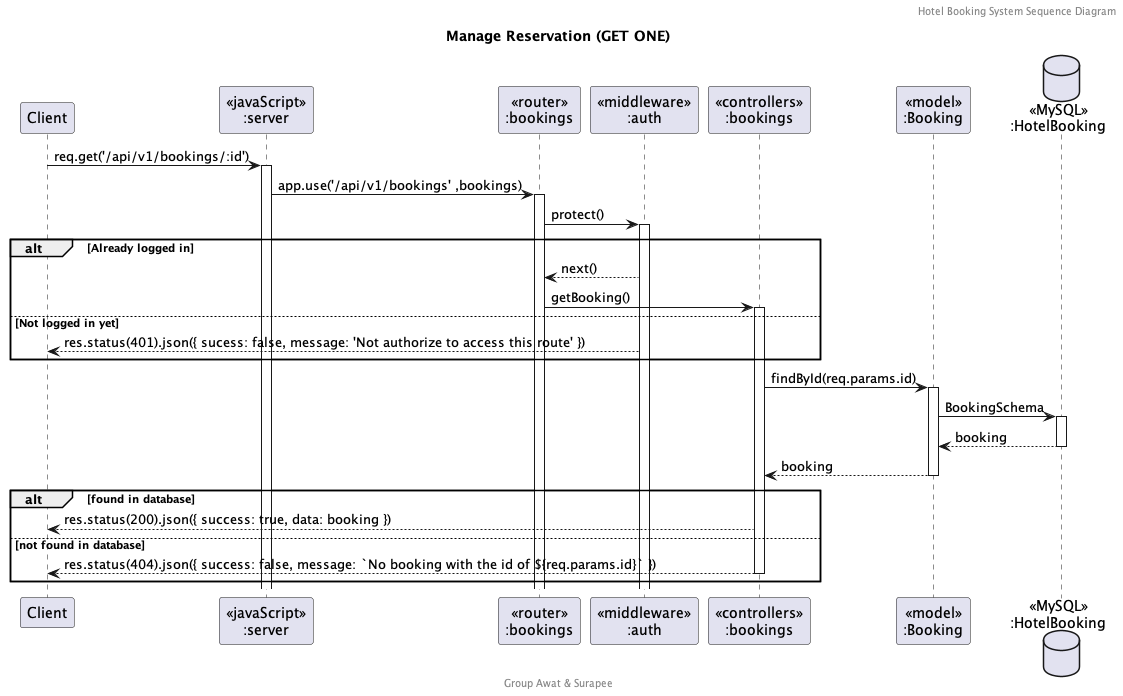 Hotel Booking System Sequence Diagram
Manage Reservation (GET ONE)
Client
«javaScript»
:server
«router»
:bookings
«middleware»
:auth
«controllers»
:bookings
«model»
:Booking
«MySQL»
:HotelBooking
req.get('/api/v1/bookings/:id')
app.use('/api/v1/bookings' ,bookings)
protect()
alt [Already logged in]
next()
getBooking()
[Not logged in yet]
res.status(401).json({ sucess: false, message: 'Not authorize to access this route' })
findById(req.params.id)
BookingSchema
booking
booking
alt [found in database]
res.status(200).json({ success: true, data: booking })
[not found in database]
res.status(404).json({ success: false, message: `No booking with the id of ${req.params.id}` })
Client
«javaScript»
:server
«router»
:bookings
«middleware»
:auth
«controllers»
:bookings
«model»
:Booking
«MySQL»
:HotelBooking
Group Awat & Surapee